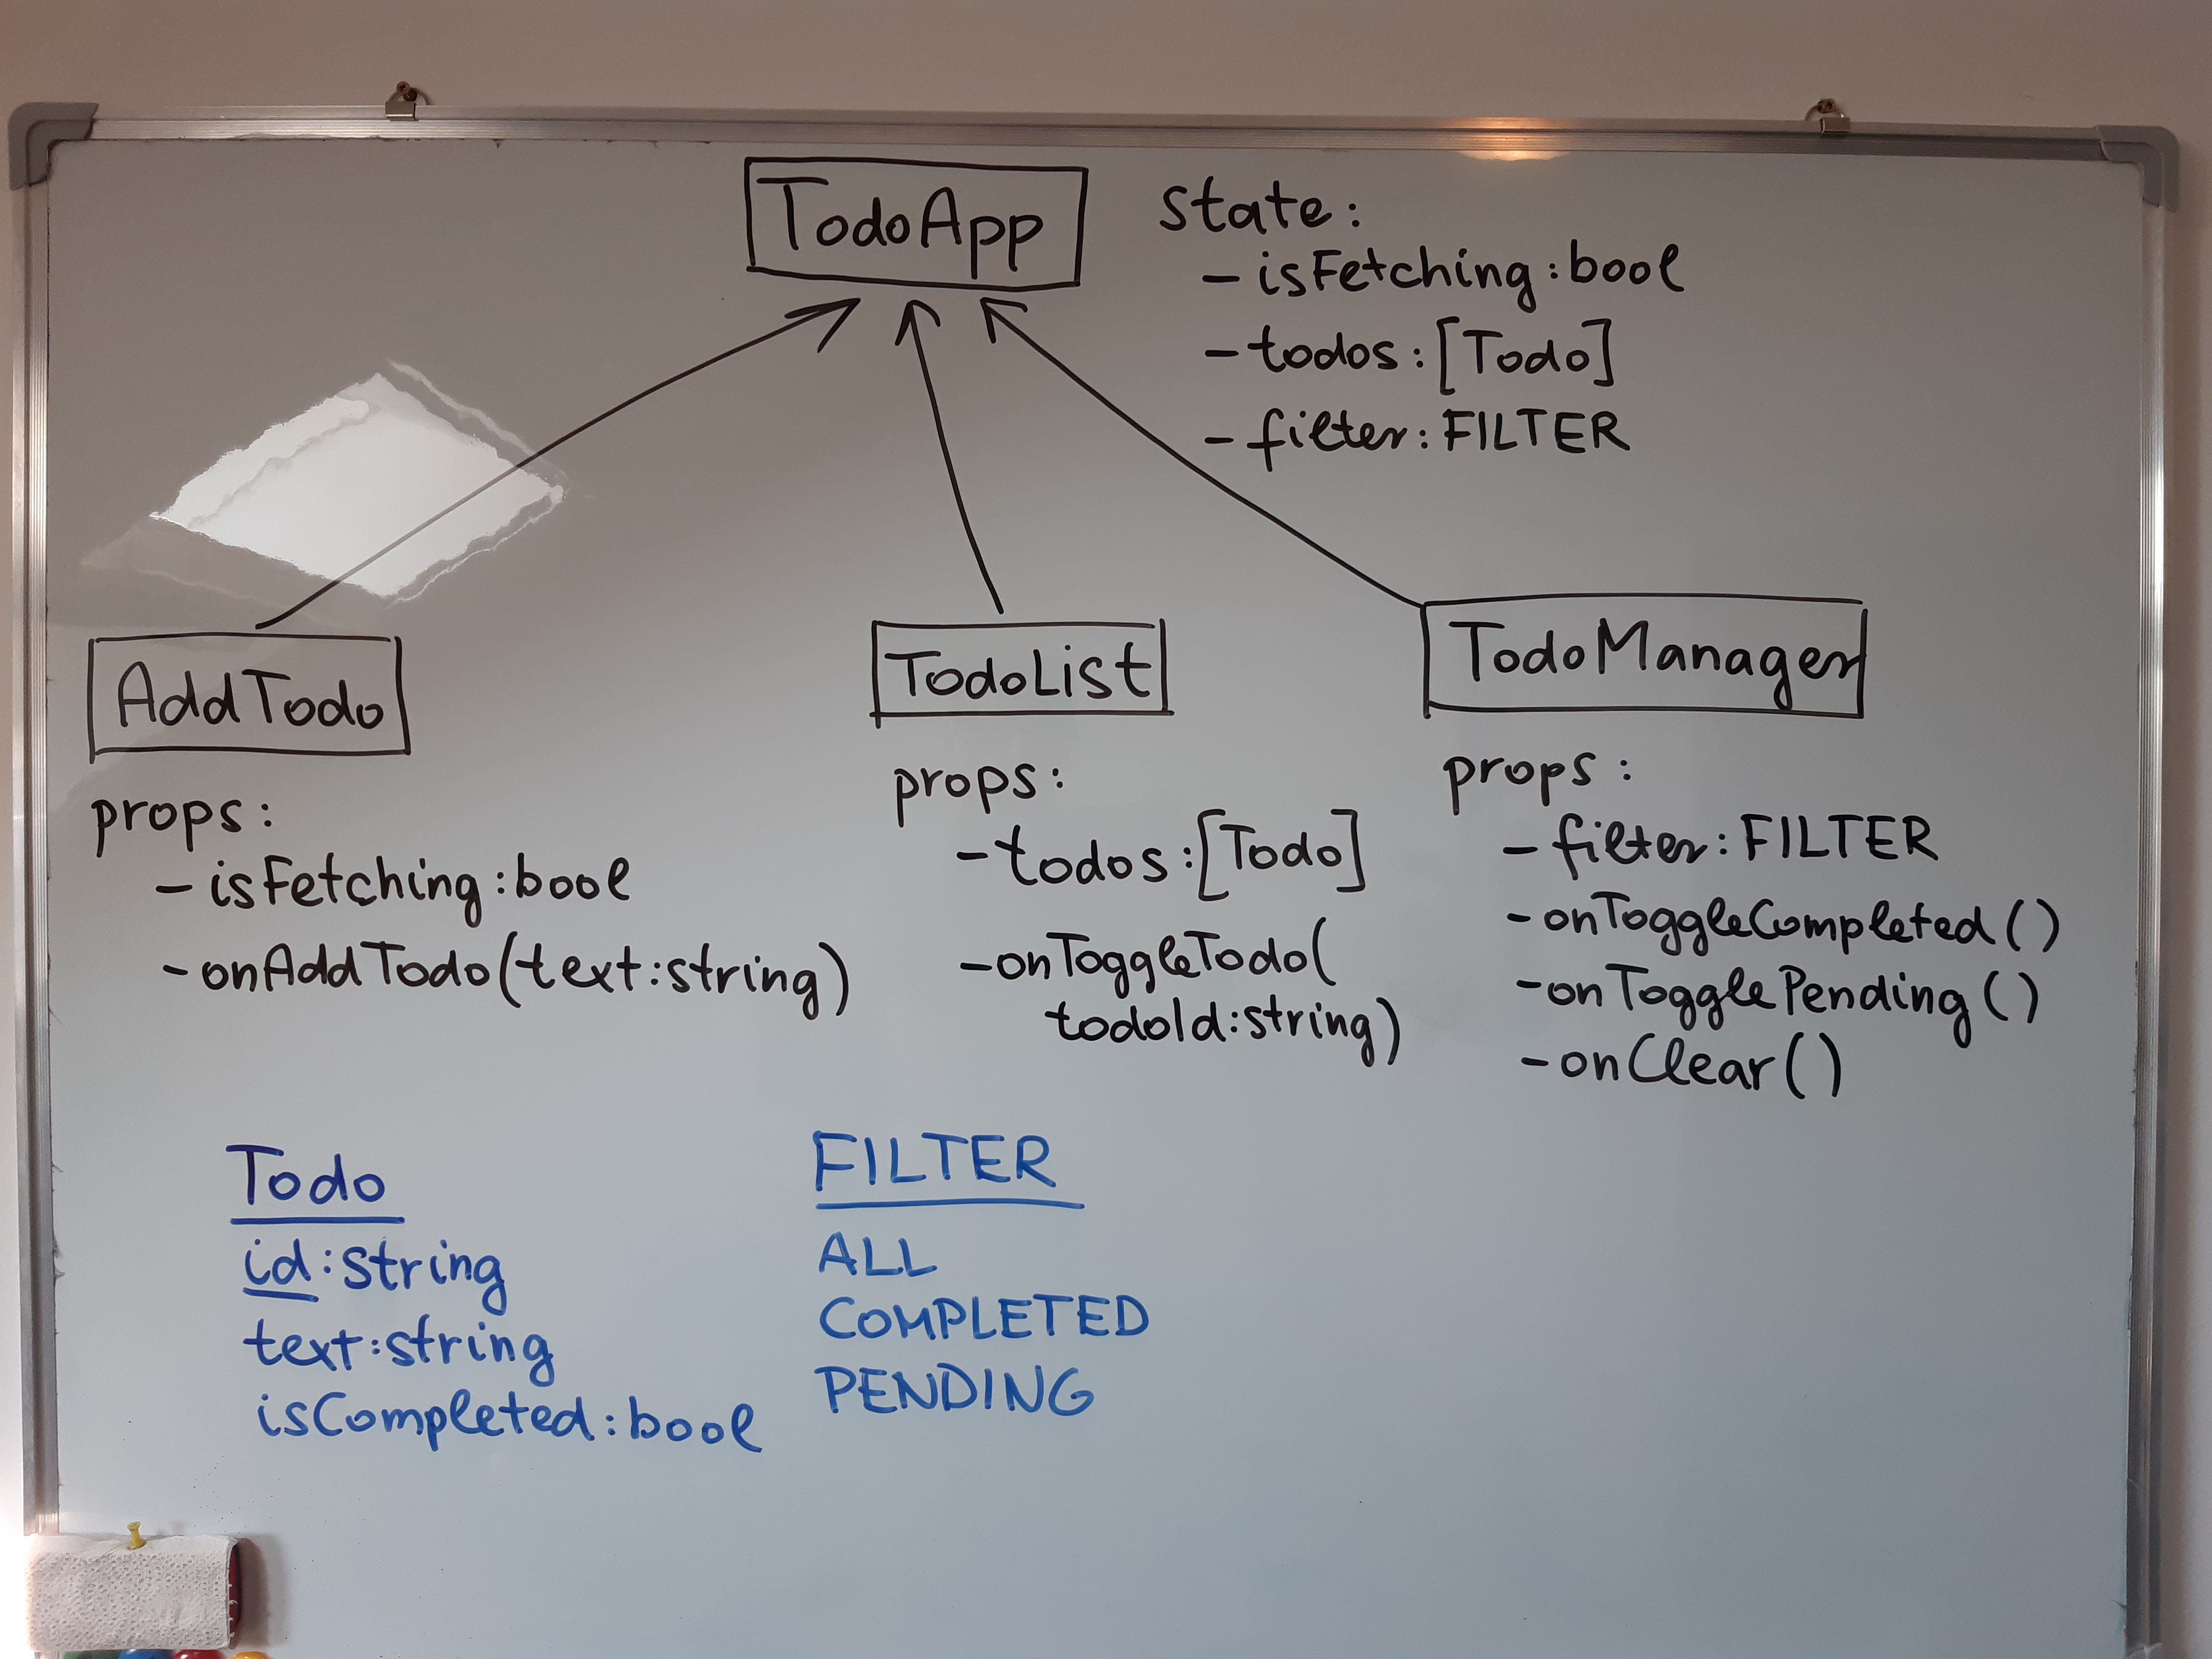 TodoApp
state:
- isFetching:bool
- todos:[Todo]
- filter:FILTER
AddTodo
props:
- isFetching:bool
- onAddTodo(text:string)
TodoList
props:
- todos:[Todo]
- onToggleTodo(
todoId:string)
TodoManager
props:
- filter:FILTER
- onToggleCompleted()
- onTogglePending()
- onClear()
Todo
id:string
text:string
isCompleted:bool
FILTER
ALL
COMPLETED
PENDING